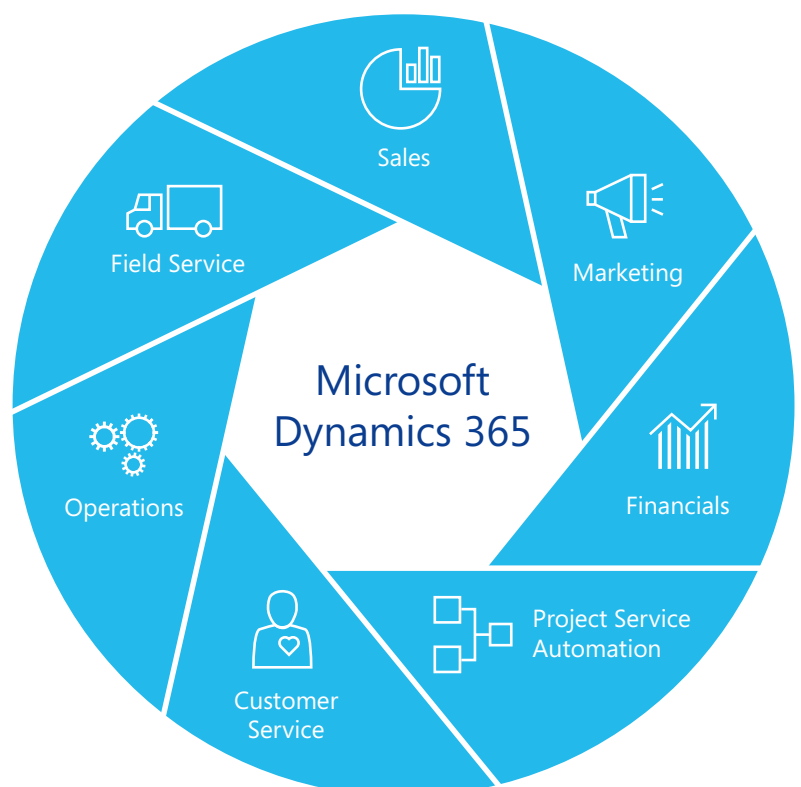 Sales
Field Service
Marketing
Microsoft
Dynamics 365
Operations
Financials
Project Service
Automation
Customer
Service